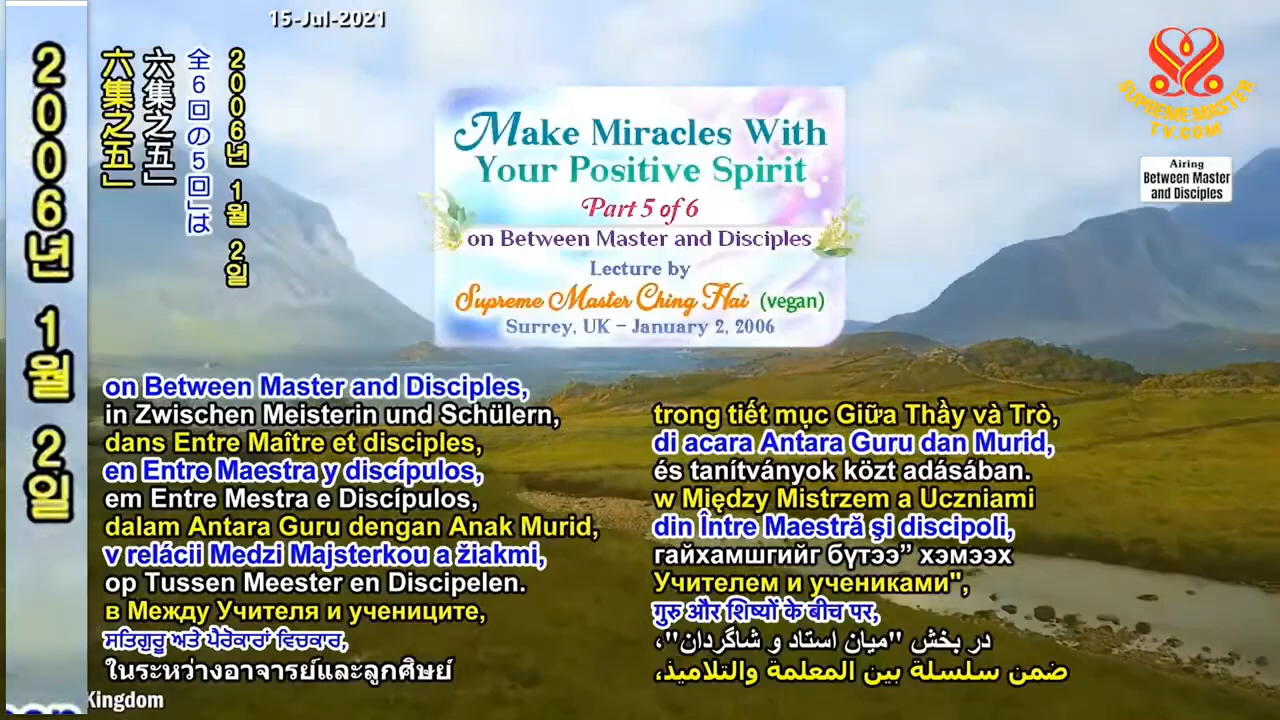 15-Jul-2021
2006년 1월 2일
六集之五」
六集之五」
全6回の5回」は
2006년 1월 2일
SUPREME MASTER
TV.COM
Airing
Between Master
and Disciples
Make Miracles With
Your Positive Spirit
Part 5 of 6
on Between Master and Disciples
Lecture by
Supreme Master Ching Hai (vegan)
Surrey, UK – January 2, 2006
on Between Master and Disciples,
in Zwischen Meisterin und Schülern,
dans Entre Maître et disciples,
en Entre Maestra y discípulos,
em Entre Mestra e Discípulos,
dalam Antara Guru dengan Anak Murid,
v relácii Medzi Majsterkou a žiakmi,
op Tussen Meester en Discipelen.
в Между Учителя и учениците,
ਸਤਿਗੁਰੂ ਅਤੇ ਪੈਰੋਕਾਰਾਂ ਵਿਚਕਾਰ,
ในระหว่างอาจารย์และลูกศิษย์
trong tiết mục Giữa Thầy và Trò,
di acara Antara Guru dan Murid,
és tanítványok közt adásában.
w Między Mistrzem a Uczniami
din Între Maestră şi discipoli,
гайхамшгийг бүтээ” хэмээх
Учителем и учениками",
गुरु और शिष्यों के बीच पर,
در بخش "میان استاد و شاگردان"،
ضمن سلسلة بين المعلمة والتلاميذ،
Kingdom